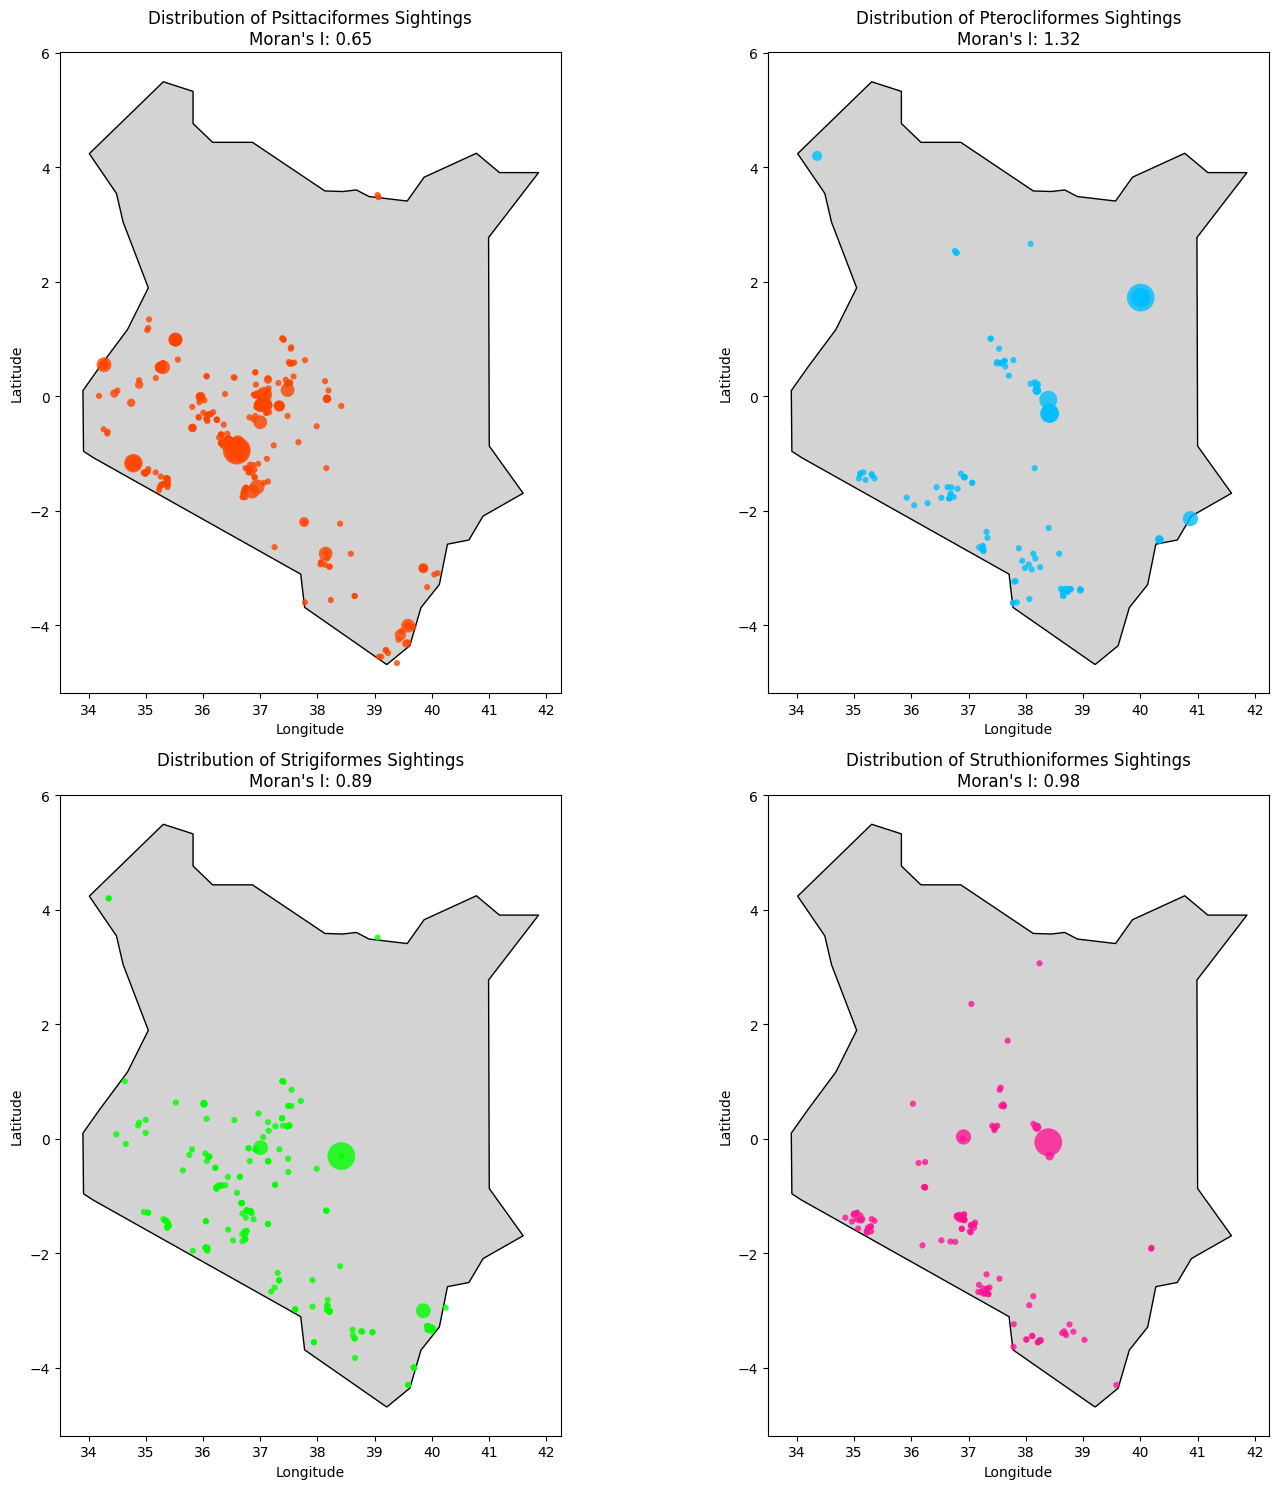 Distribution of Psittaciformes Sightings
Moran's I: 0.65
6
4
2
0
−2
−4
Latitude
34 35 36 37 38 39 40 41 42
Longitude
Distribution of Pterocliformes Sightings
Moran's I: 1.32
6
4
2
0
−2
−4
Latitude
34 35 36 37 38 39 40 41 42
Longitude
Distribution of Strigiformes Sightings
Moran's I: 0.89
6
4
2
0
−2
−4
Latitude
34 35 36 37 38 39 40 41 42
Longitude
Distribution of Struthioniformes Sightings
Moran's I: 0.98
6
4
2
0
−2
−4
Latitude
34 35 36 37 38 39 40 41 42
Longitude